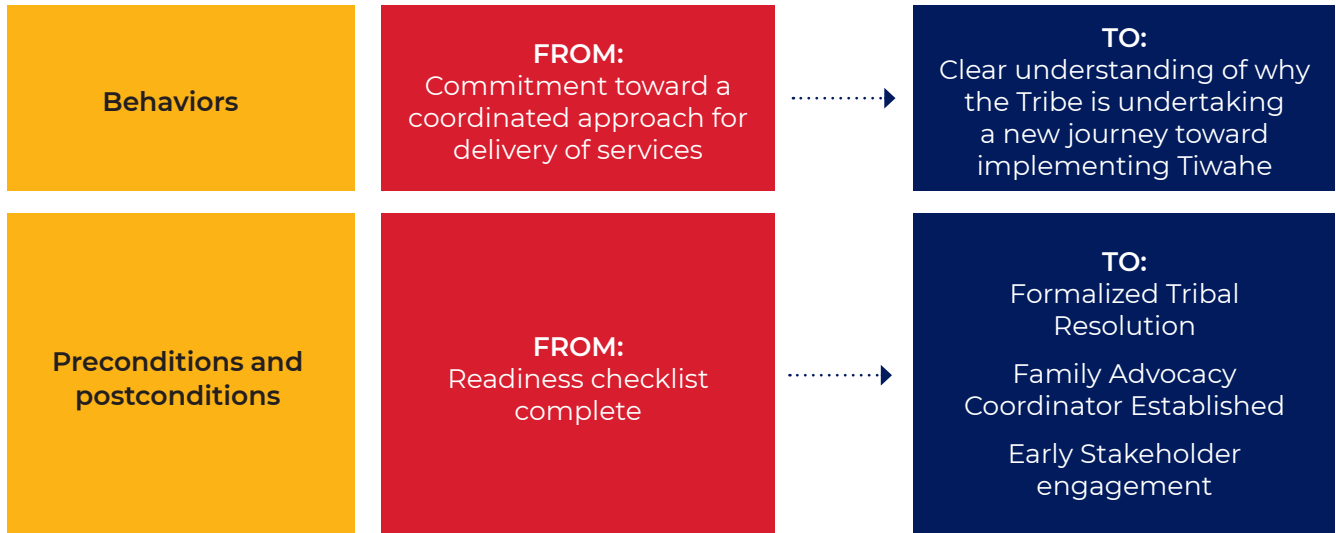 Behaviors
FROM:
Commitment toward a
coordinated approach for
delivery of services
TO:
Clear understanding of why
the Tribe is undertaking
a new journey toward
implementing Tiwahe
Preconditions and
postconditions
FROM:
Readiness checklist
complete
TO:
Formalized Tribal
Resolution
Family Advocacy
Coordinator Established
Early Stakeholder
engagement